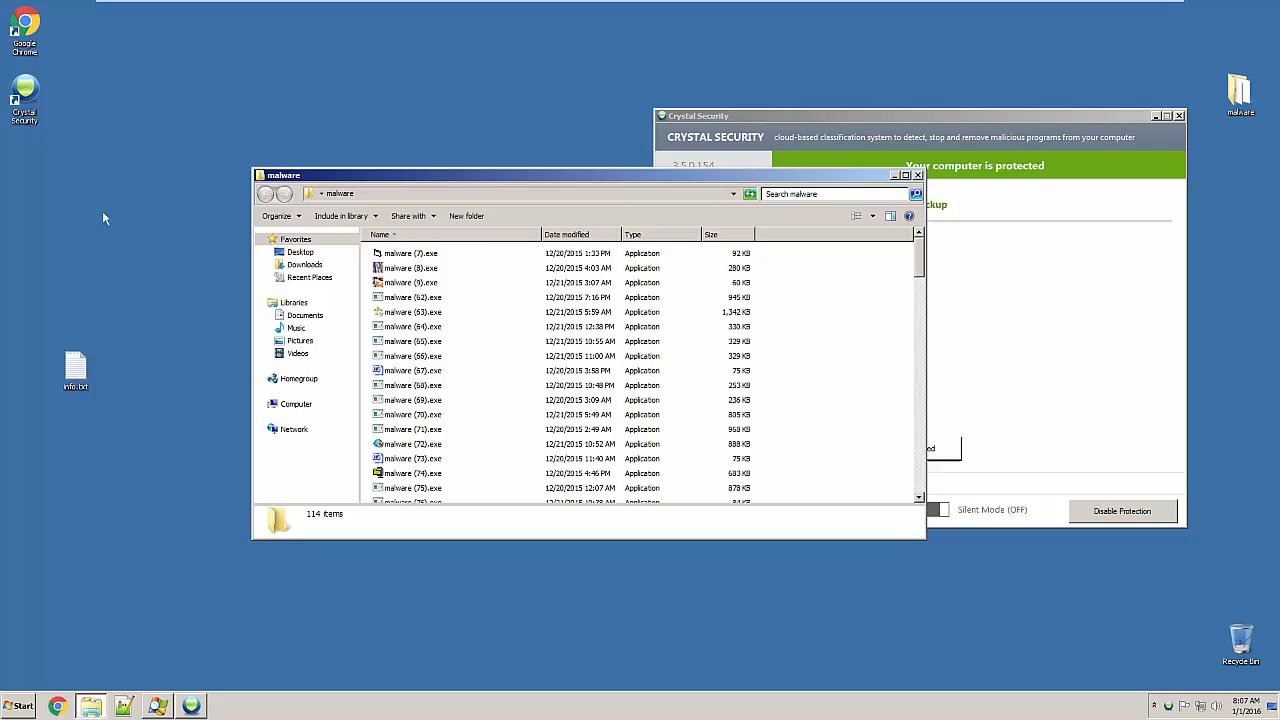 Google
Chrome
Crystal
Security
malware
Crystal Security
CRYSTAL SECURITY
cloud-based classification system to detect, stop and remove malicious programs from your computer
3.5.0.154
Your computer is protected
ckup
malware
malware
Search malware
Organize
Include in library
Share with
New folder
Name
Date modified
Type
Size
Favorites
Desktop
Downloads
Recent Places
Libraries
Documents
Music
Pictures
Videos
Homegroup
Computer
Network
malware (7).exe 12/20/2015 1:33 PM Application 92 KB
malware (8).exe 12/20/2015 4:03 AM Application 280 KB
malware (9).exe 12/21/2015 3:07 AM Application 60 KB
malware (62).exe 12/20/2015 7:16 PM Application 945 KB
malware (63).exe 12/21/2015 5:59 AM Application 1,342 KB
malware (64).exe 12/21/2015 12:38 PM Application 330 KB
malware (65).exe 12/21/2015 10:55 AM Application 329 KB
malware (66).exe 12/21/2015 11:00 AM Application 329 KB
malware (67).exe 12/20/2015 3:58 PM Application 75 KB
malware (68).exe 12/20/2015 10:48 PM Application 253 KB
malware (69).exe 12/20/2015 3:09 AM Application 236 KB
malware (70).exe 12/21/2015 5:49 AM Application 805 KB
malware (71).exe 12/20/2015 2:49 AM Application 968 KB
malware (72).exe 12/21/2015 10:52 AM Application 888 KB
malware (73).exe 12/20/2015 11:40 AM Application 75 KB
malware (74).exe 12/20/2015 4:46 PM Application 683 KB
malware (75).exe 12/20/2015 12:07 AM Application 878 KB
114 items
ed
Silent Mode (OFF)
Disable Protection
info.txt
Recycle Bin
Start
8:07 AM
1/1/2016